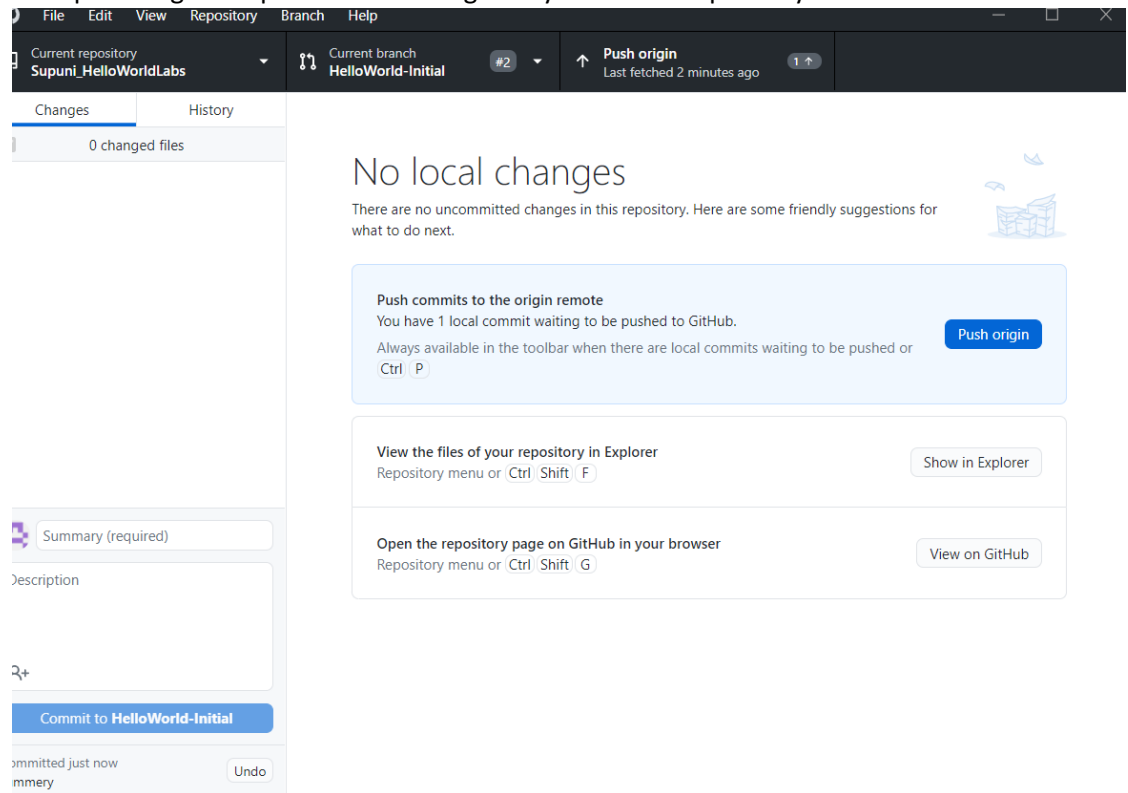 File Edit View Repository Branch Help
Current repository
Supuni_HelloWorldLabs
Current branch
HelloWorld-Initial
#2
Push origin
Last fetched 2 minutes ago
1
Changes History
0 changed files
No local changes
There are no uncommitted changes in this repository. Here are some friendly suggestions for
what to do next.
Push commits to the origin remote
You have 1 local commit waiting to be pushed to GitHub.
Always available in the toolbar when there are local commits waiting to be pushed or
Ctrl P
Push origin
View the files of your repository in Explorer
Repository menu or Ctrl Shift F
Show in Explorer
Open the repository page on GitHub in your browser
Repository menu or Ctrl Shift G
View on GitHub
Summary (required)
Description
Commit to HelloWorld-Initial
ommitted just now
mmery
Undo